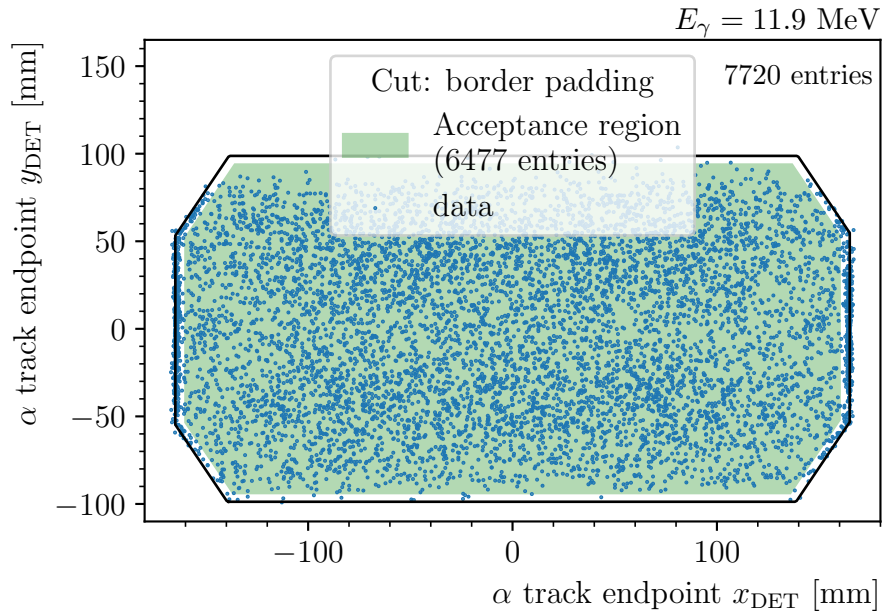 E_γ = 11.9 MeV
7720 entries
Cut: border padding
Acceptance region
(6477 entries)
data
α track endpoint y_DET [mm]
150
100
50
0
−50
−100
−100
0
100
α track endpoint x_DET [mm]